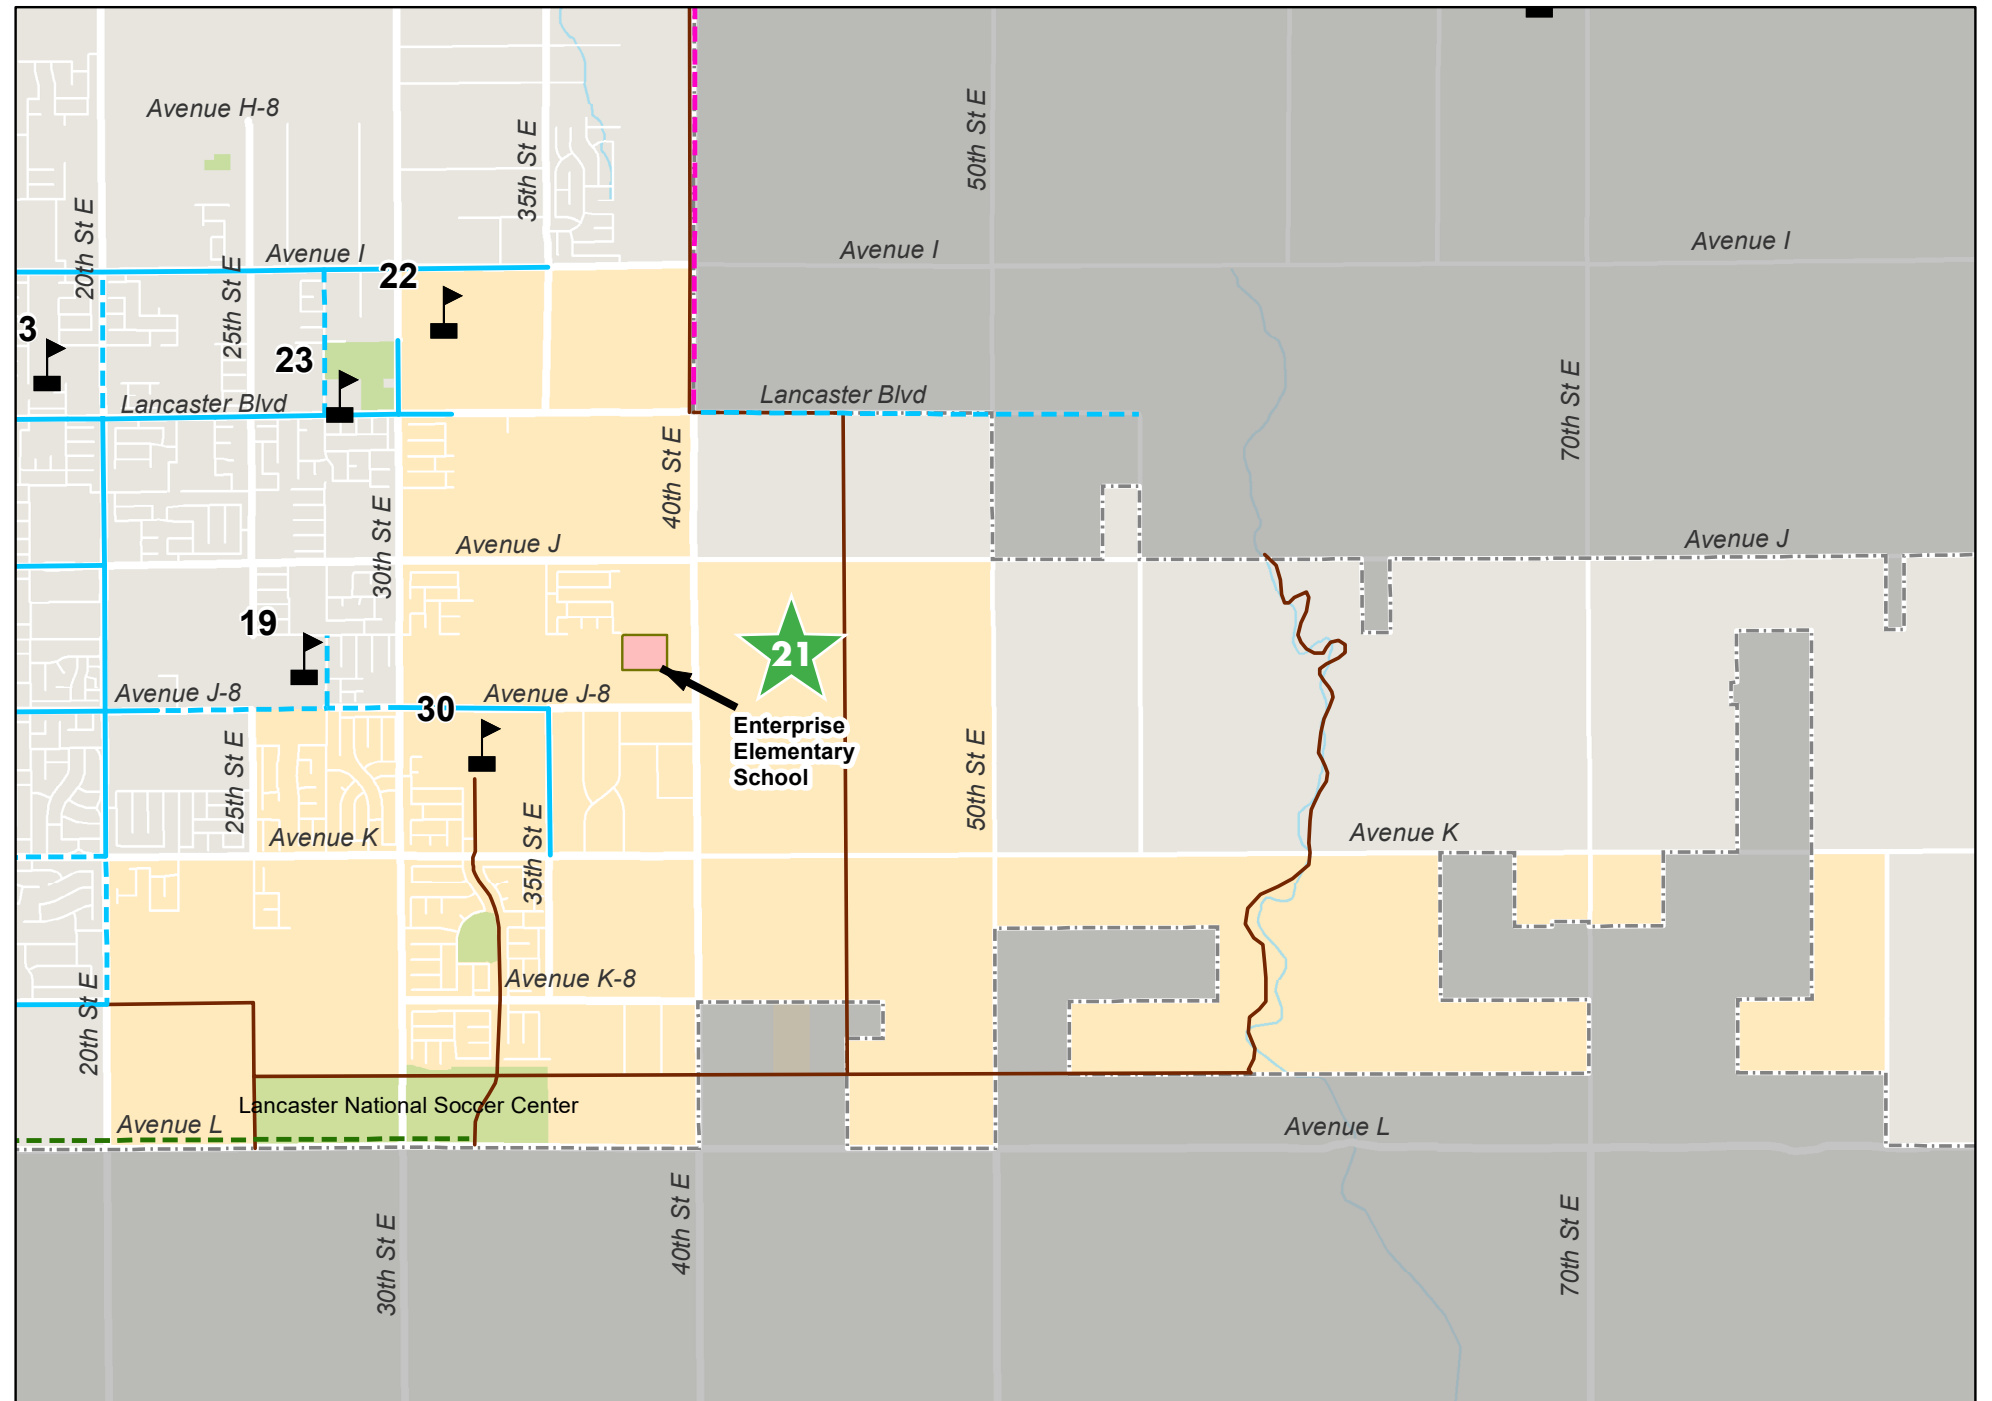 Avenue H-8
50th St E
35th St E
20th St E
Avenue I
Avenue I
Avenue I
25th St E
22
3
23
Lancaster Blvd
Lancaster Blvd
70th St E
40th St E
30th St E
Avenue J
Avenue J
19
21
Avenue J-8
Avenue J-8
30
Enterprise
Elementary
School
25th St E
50th St E
35th St E
Avenue K
Avenue K
Avenue K-8
20th St E
Lancaster National Soccer Center
Avenue L
Avenue L
40th St E
30th St E
70th St E